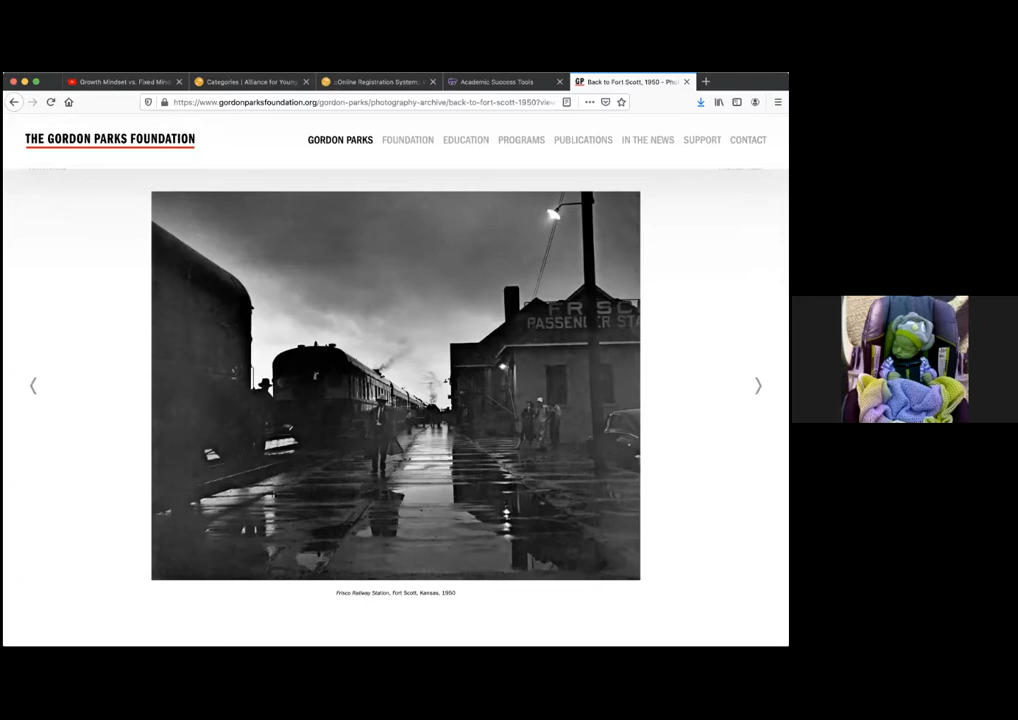 Growth Mindset vs. Fixed Mind
Categories | Alliance for Young
::Online Registration System::
Academic Success Tools
GP Back to Fort Scott, 1950 - Pho
https://www.gordonparksfoundation.org/gordon-parks/photography-archive/back-to-fort-scott-1950?view
THE GORDON PARKS FOUNDATION
GORDON PARKS FOUNDATION EDUCATION PROGRAMS PUBLICATIONS IN THE NEWS SUPPORT CONTACT
FRISC
PASSENGER STA
Frisco Railway Station, Fort Scott, Kansas, 1950